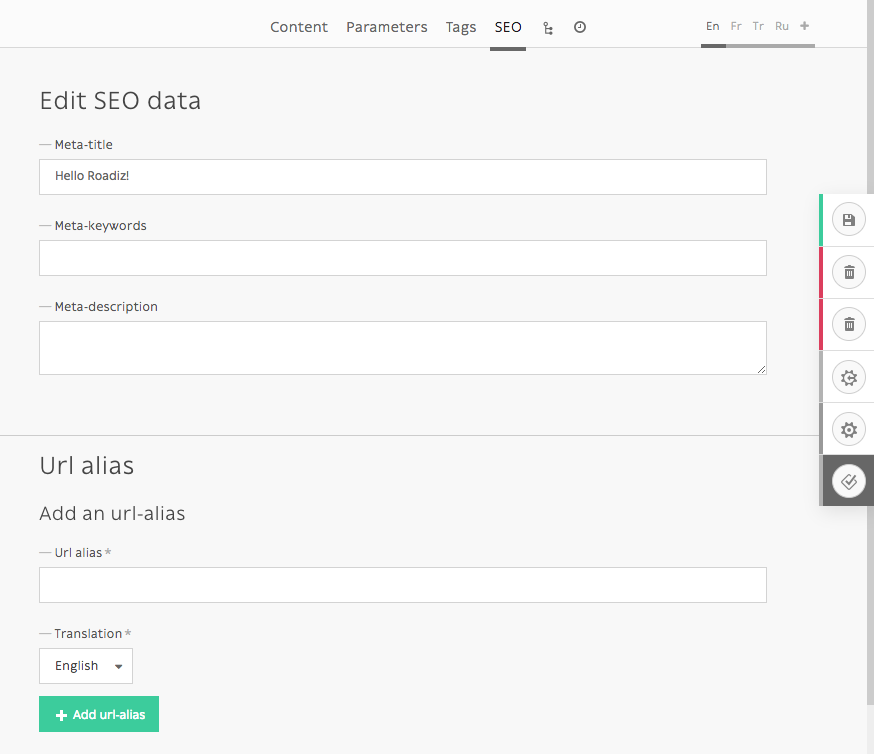 Content Parameters Tags SEO En Fr Tr Ru +
Edit SEO data
— Meta-title
Hello Roadiz!
— Meta-keywords
— Meta-description
Url alias
Add an url-alias
— Url alias *
— Translation *
English
+ Add url-alias